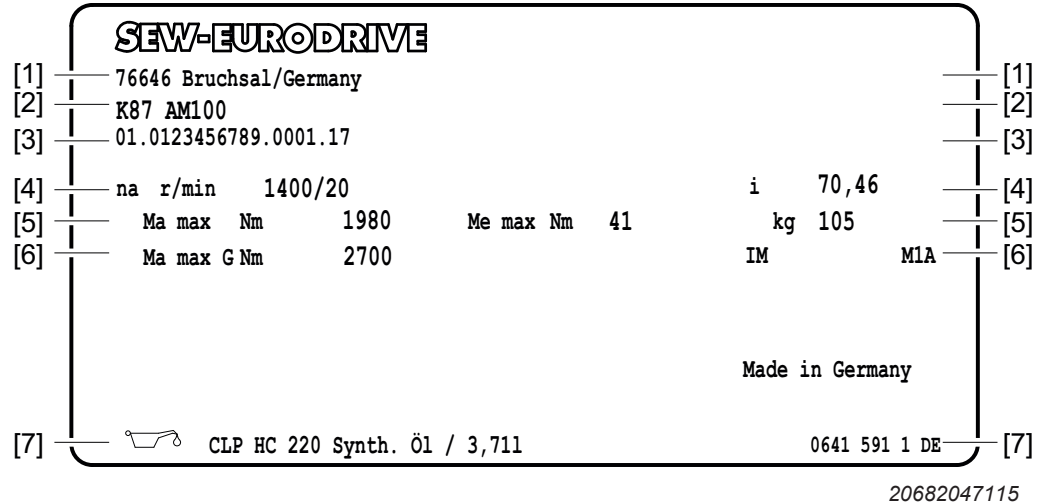 SEW-EURODRIVE
[1] 76646 Bruchsal/Germany [1]
[2] K87 AM100 [2]
[3] 01.0123456789.0001.17 [3]
[4] na r/min 1400/20 i 70,46 [4]
[5] Ma max Nm 1980 Me max Nm 41 kg 105 [5]
[6] Ma max G Nm 2700 IM M1A [6]
Made in Germany
[7] CLP HC 220 Synth. Öl / 3,71l 0641 591 1 DE [7]
20682047115